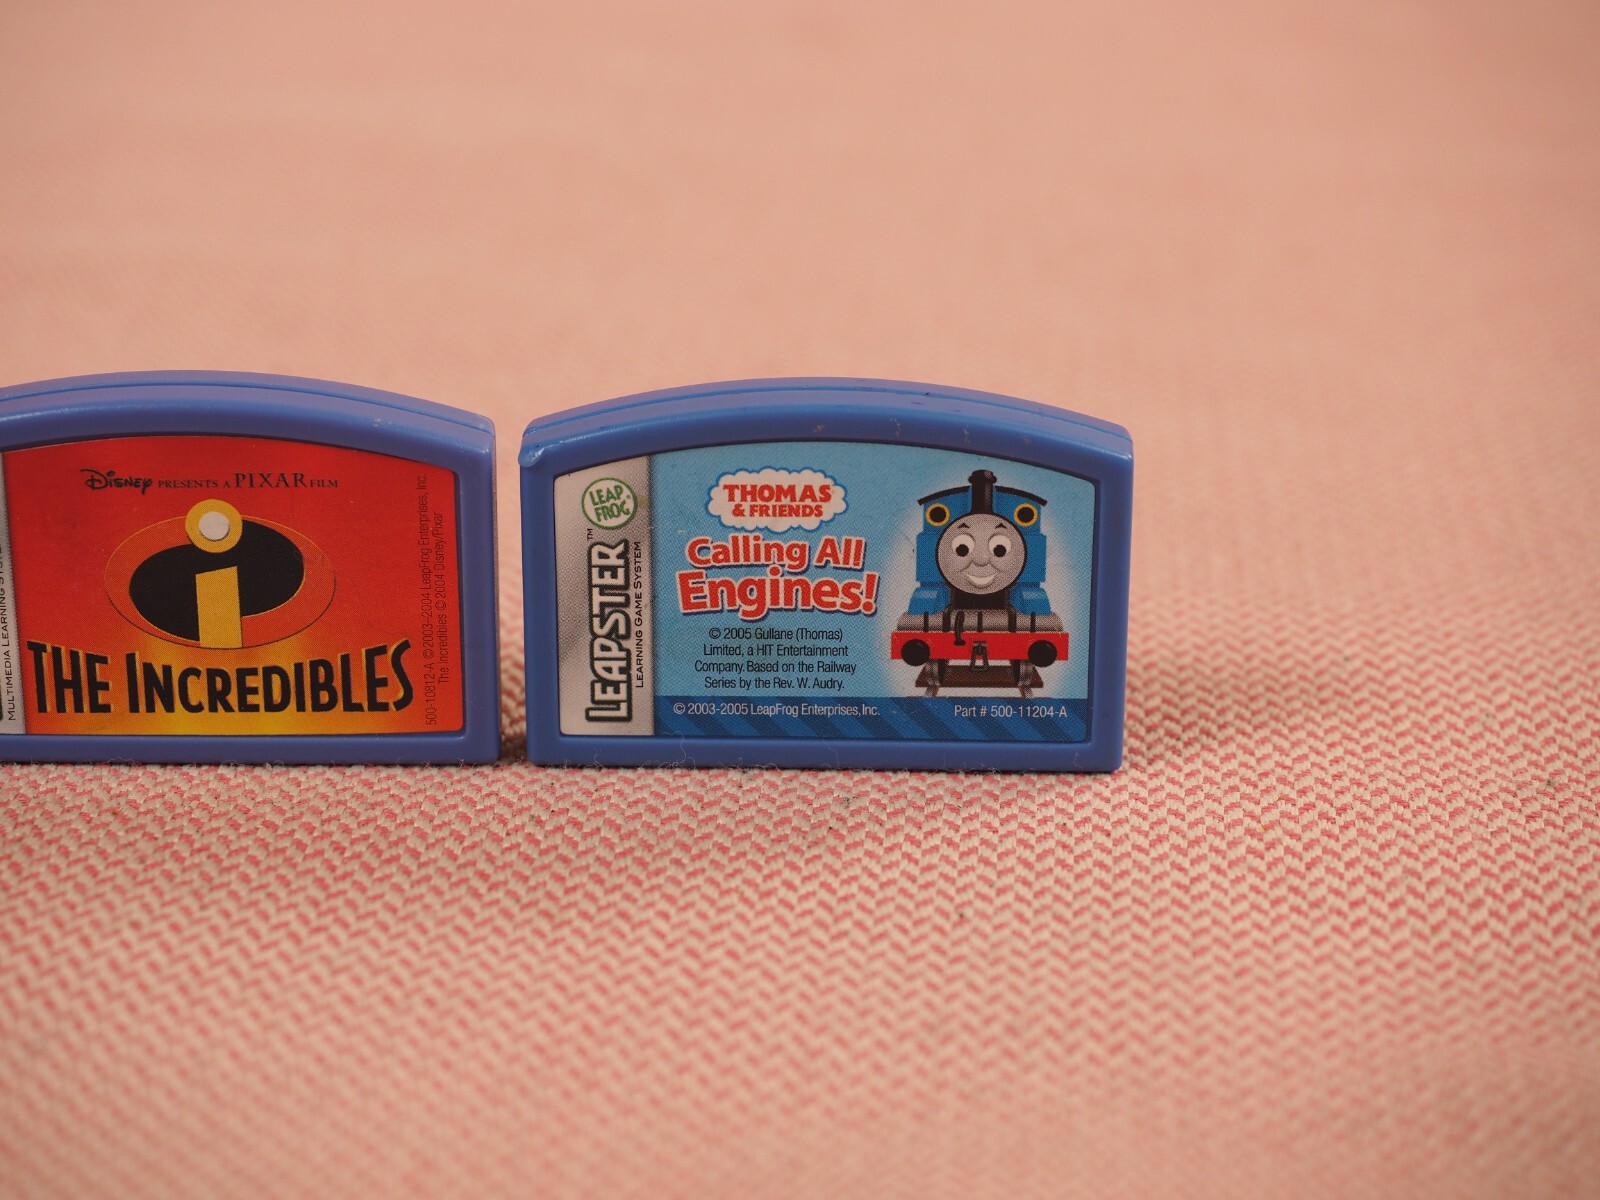 MULTIMEDIA LEARNING SYSTEM
DISNEY PRESENTS A PIXAR FILM
THE INCREDIBLES
500-10812-A © 2003-2004 LeapFrog Enterprises, Inc.
The Incredibles © 2004 Disney/Pixar
LEAP
FROG
LEAPSTER™
LEARNING GAME SYSTEM
THOMAS
& FRIENDS
Calling All
Engines!
© 2005 Gullane (Thomas)
Limited, a HIT Entertainment
Company. Based on the Railway
Series by the Rev. W. Audry.
© 2003-2005 LeapFrog Enterprises, Inc.
Part # 500-11204-A